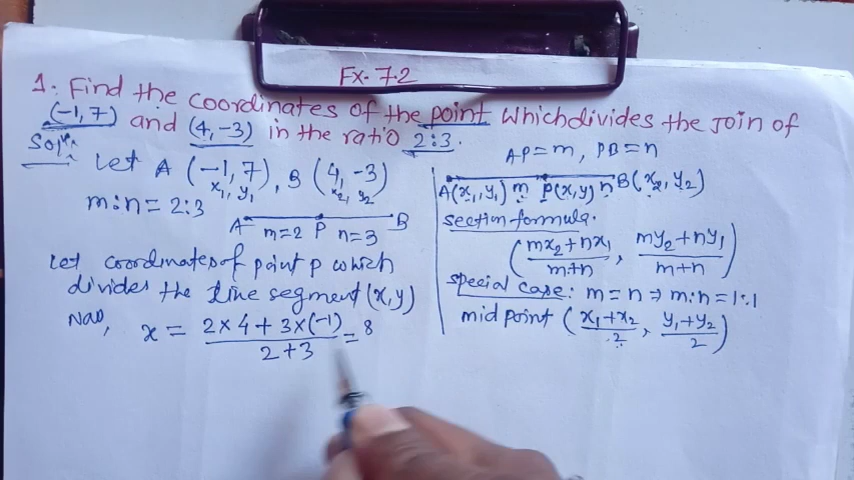 Ex. 7.2
1. Find the coordinates of the point which divides the join of
(-1, 7) and (4, -3) in the ratio 2:3.
Solⁿ: Let A (-1, 7), B (4, -3)
x₁, y₁ x₂, y₂
m:n = 2:3
A m=2 P n=3 B
Let coordinates of point P which
divides the line segment (x, y)
Now, x = (2×4 + 3×(-1))/(2+3) = 8
AP = m, PB = n
A(x₁, y₁) m P(x, y) n B(x₂, y₂)
section formula.
((mx₂+nx₁)/(m+n), (my₂+ny₁)/(m+n))
special case: m = n ⇒ m:n = 1:1
mid point ((x₁+x₂)/2, (y₁+y₂)/2)